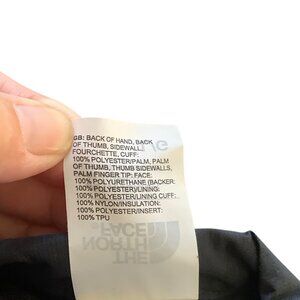 GB: BACK OF HAND, BACK
OF THUMB, SIDEWALL,
FOURCHETTE, CUFF:
100% POLYESTER/PALM, PALM
OF THUMB, THUMB SIDEWALLS,
PALM FINGER TIP: FACE:
100% POLYURETHANE (BACKER:
100% POLYESTER/LINING:
100% POLYESTER/LINING CUFF:
100% NYLON/INSULATION:
100% POLYESTER/INSERT:
100% TPU
THE
NORTH
FACE